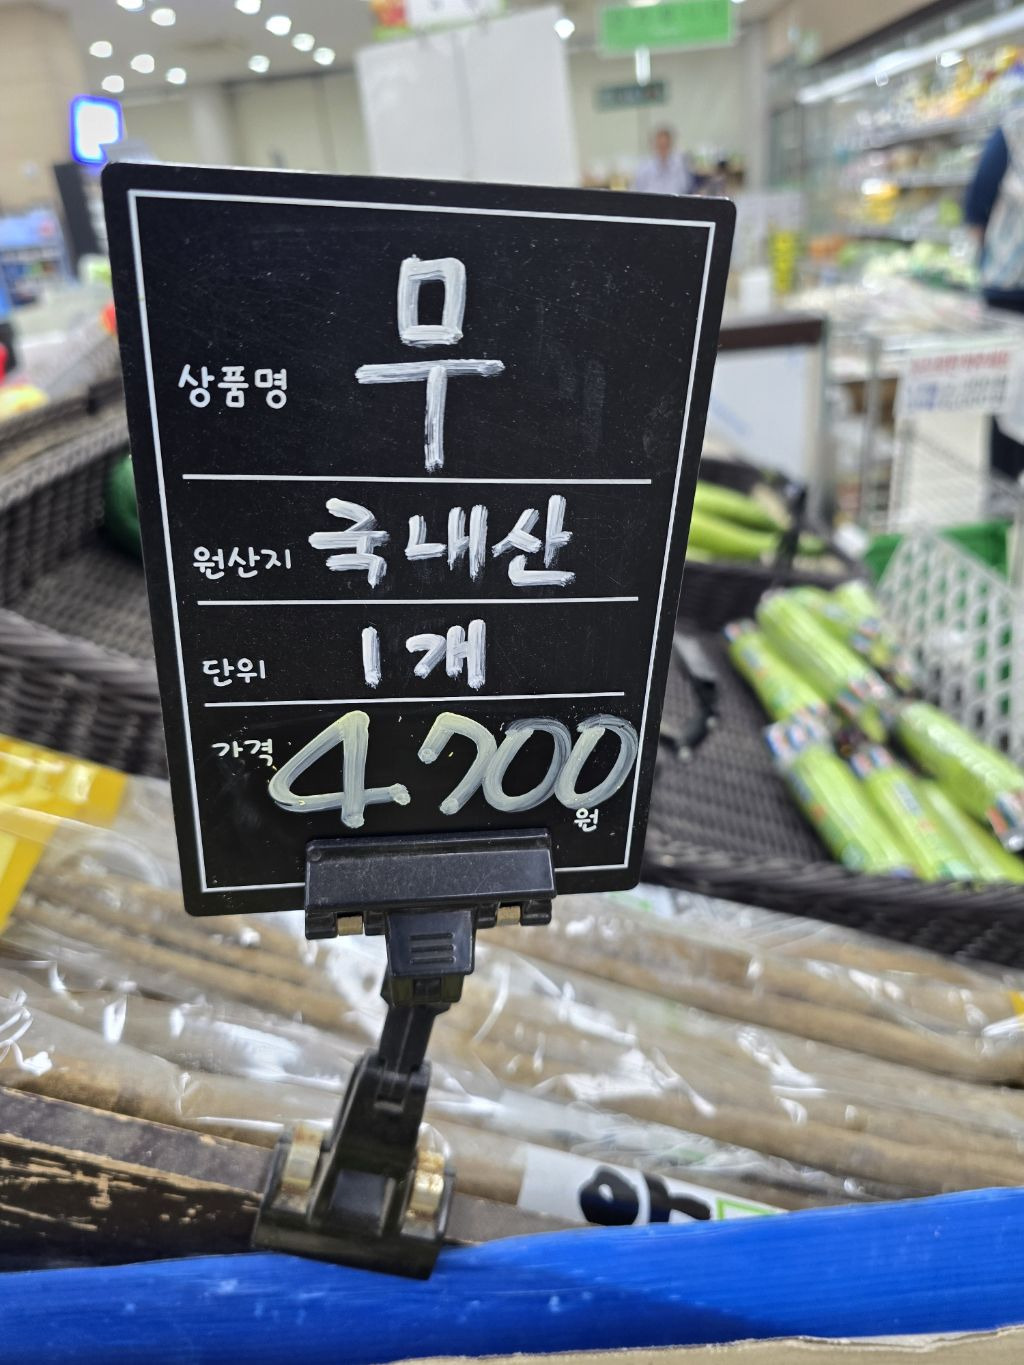 상품명 무
원산지 국내산
단위 1개
가격 4.700원